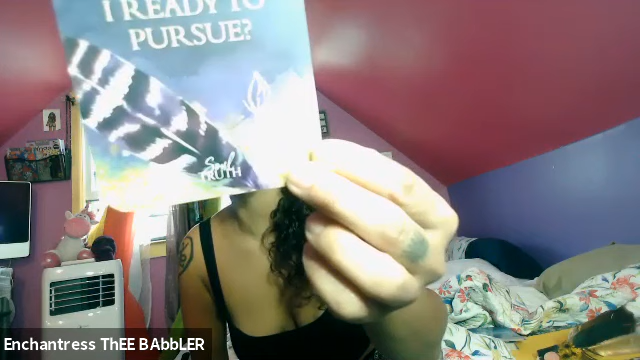 I READY TO
PURSUE?
Soul
TRUTH
Enchantress ThEE BAbbLER